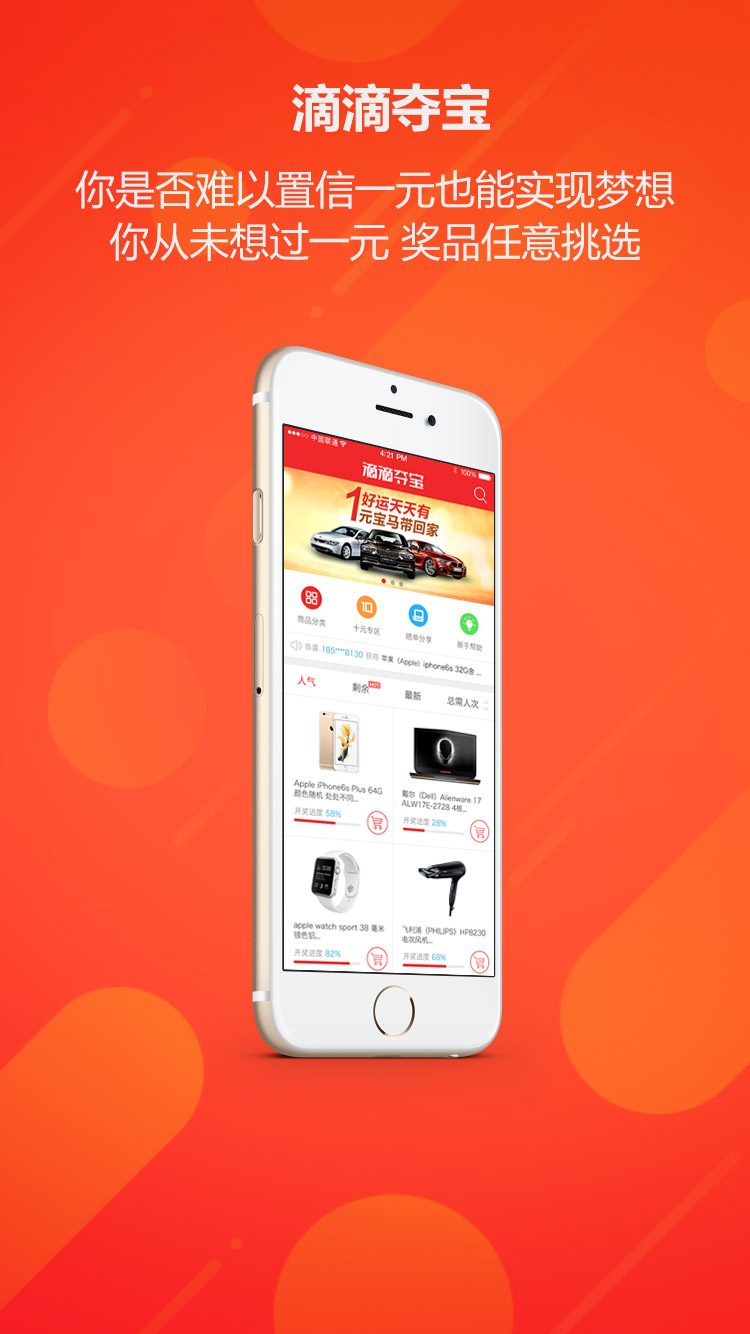 滴滴夺宝
你是否难以置信一元也能实现梦想
你从未想过一元 奖品任意挑选
中国联通
4:21 PM
100%
滴滴夺宝
好运天天有
1元宝马带回家
商品分类
十元专区
晒单分享
新手帮助
恭喜 185****8130 获得 苹果（Apple）iphone6s 32G金 ...
人气
剩余
HOT
最新
总需人次
Apple iPhone6s Plus 64G
颜色随机 处处不同...
开奖进度 58%
戴尔（Dell）Alienware 17
ALW17E-2728 4核...
开奖进度 28%
apple watch sport 38 毫米
银色铝...
开奖进度 82%
飞利浦（PHILIPS）HP8230
电吹风机...
开奖进度 68%